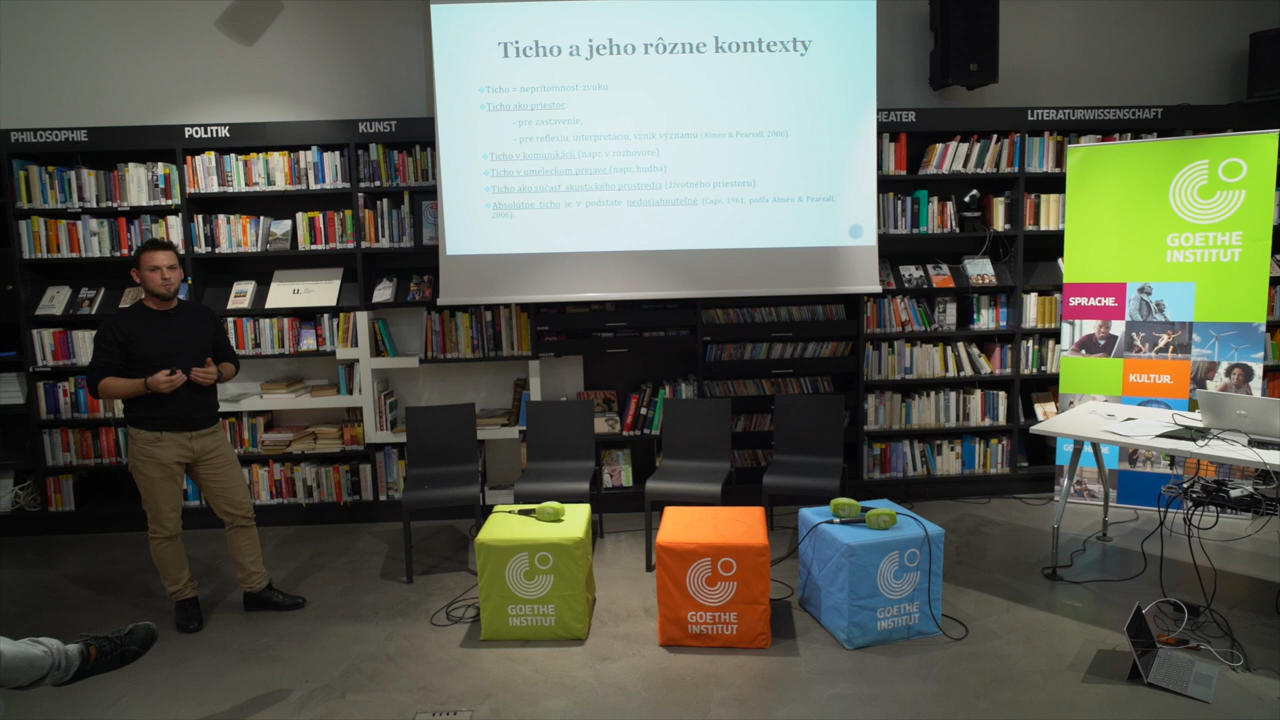 Ticho a jeho rôzne kontexty
Ticho = neprítomnosť zvuku
Ticho ako priestor:
- pre zastavenie,
- pre reflexiu, interpretáciu, vznik významu (Almén & Pearsall, 2006).
Ticho v komunikácii (napr. v rozhovore)
Ticho v umeleckom prejave (napr. hudba)
Ticho ako súčasť akustického prostredia (životného priestoru)
Absolútne ticho je v podstate nedosiahnuteľné (Cage, 1961, podľa Almén & Pearsall,
2006).
PHILOSOPHIE
POLITIK
KUNST
HEATER
LITERATURWISSENSCHAFT
GOETHE
INSTITUT
SPRACHE.
KULTUR.
u.
GOETHE
INSTITUT
GOETHE
INSTITUT
GOETHE
INSTITUT